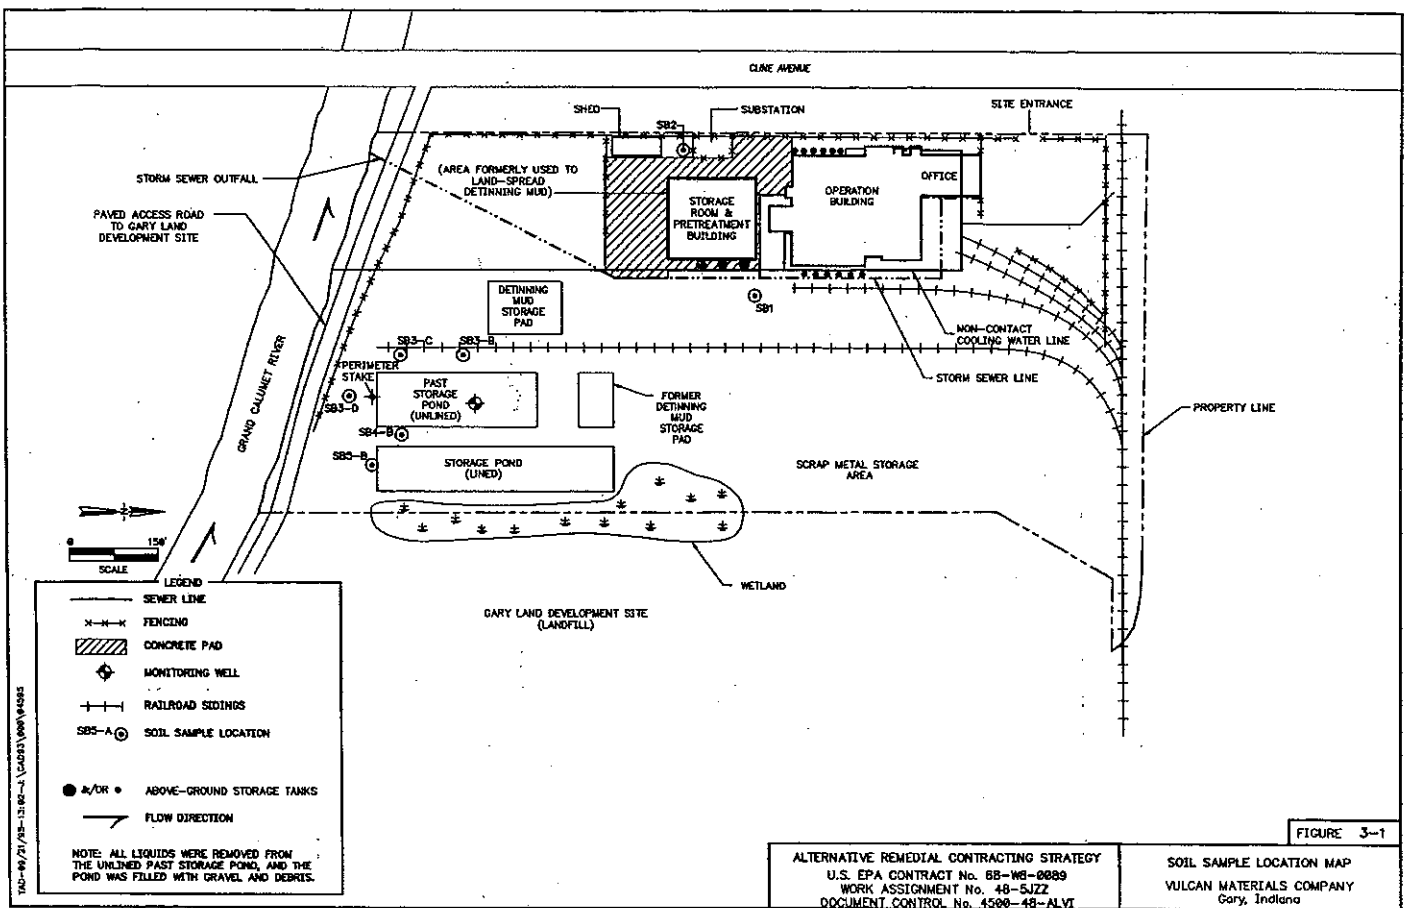 CLINE AVENUE
SHED
SB2
SUBSTATION
SITE ENTRANCE
STORM SEWER OUTFALL
(AREA FORMERLY USED TO
LAND-SPREAD
DETINNING MUD)
OFFICE
OPERATION
BUILDING
STORAGE
ROOM &
PRETREATMENT
BUILDING
PAVED ACCESS ROAD
TO GARY LAND
DEVELOPMENT SITE
DETINNING
MUD
STORAGE
PAD
SB1
NON-CONTACT
COOLING WATER LINE
STORM SEWER LINE
PROPERTY LINE
GRAND CALUMET RIVER
SB3-C
SB3-B
PERIMETER
STAKE
SB3-D
PAST
STORAGE
POND
(UNLINED)
FORMER
DETINNING
MUD
STORAGE
PAD
SB4-B
SB5-B
STORAGE POND
(LINED)
SCRAP METAL STORAGE
AREA
WETLAND
GARY LAND DEVELOPMENT SITE
(LANDFILL)
0 150'
SCALE
LEGEND
SEWER LINE
FENCING
CONCRETE PAD
MONITORING WELL
RAILROAD SIDINGS
SB5-A SOIL SAMPLE LOCATION
&/OR ABOVE-GROUND STORAGE TANKS
FLOW DIRECTION
NOTE: ALL LIQUIDS WERE REMOVED FROM
THE UNLINED PAST STORAGE POND, AND THE
POND WAS FILLED WITH GRAVEL AND DEBRIS.
FIGURE 3-1
ALTERNATIVE REMEDIAL CONTRACTING STRATEGY
U.S. EPA CONTRACT No. 68-W8-0089
WORK ASSIGNMENT No. 48-5JZZ
DOCUMENT CONTROL No. 4500-48-ALVT
SOIL SAMPLE LOCATION MAP
VULCAN MATERIALS COMPANY
Gary, Indiana